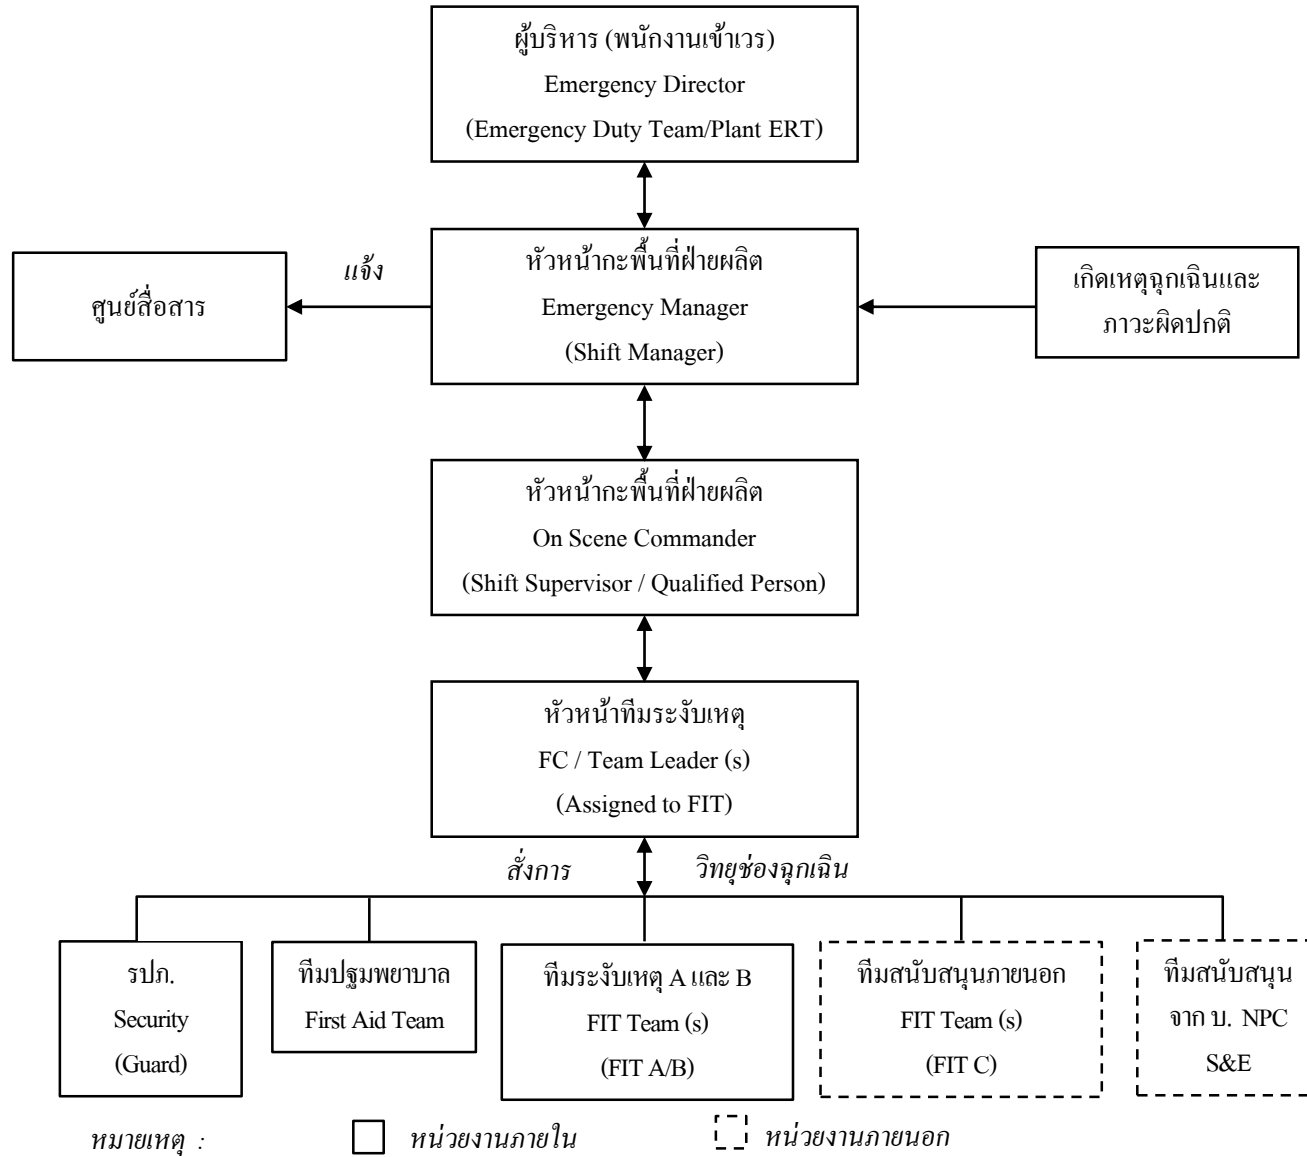 ผู้บริหาร (พนักงานเข้าเวร)
Emergency Director
(Emergency Duty Team/Plant ERT)
หัวหน้ากะพื้นที่ฝ่ายผลิต
Emergency Manager
(Shift Manager)
แจ้ง
ศูนย์สื่อสาร
เกิดเหตุฉุกเฉินและ
ภาวะผิดปกติ
หัวหน้ากะพื้นที่ฝ่ายผลิต
On Scene Commander
(Shift Supervisor / Qualified Person)
หัวหน้าทีมระงับเหตุ
FC / Team Leader (s)
(Assigned to FIT)
สั่งการ
วิทยุช่องฉุกเฉิน
รปภ.
Security
(Guard)
ทีมปฐมพยาบาล
First Aid Team
ทีมระงับเหตุ A และ B
FIT Team (s)
(FIT A/B)
ทีมสนับสนุนภายนอก
FIT Team (s)
(FIT C)
ทีมสนับสนุน
จาก บ. NPC
S&E
หมายเหตุ :
หน่วยงานภายใน
หน่วยงานภายนอก